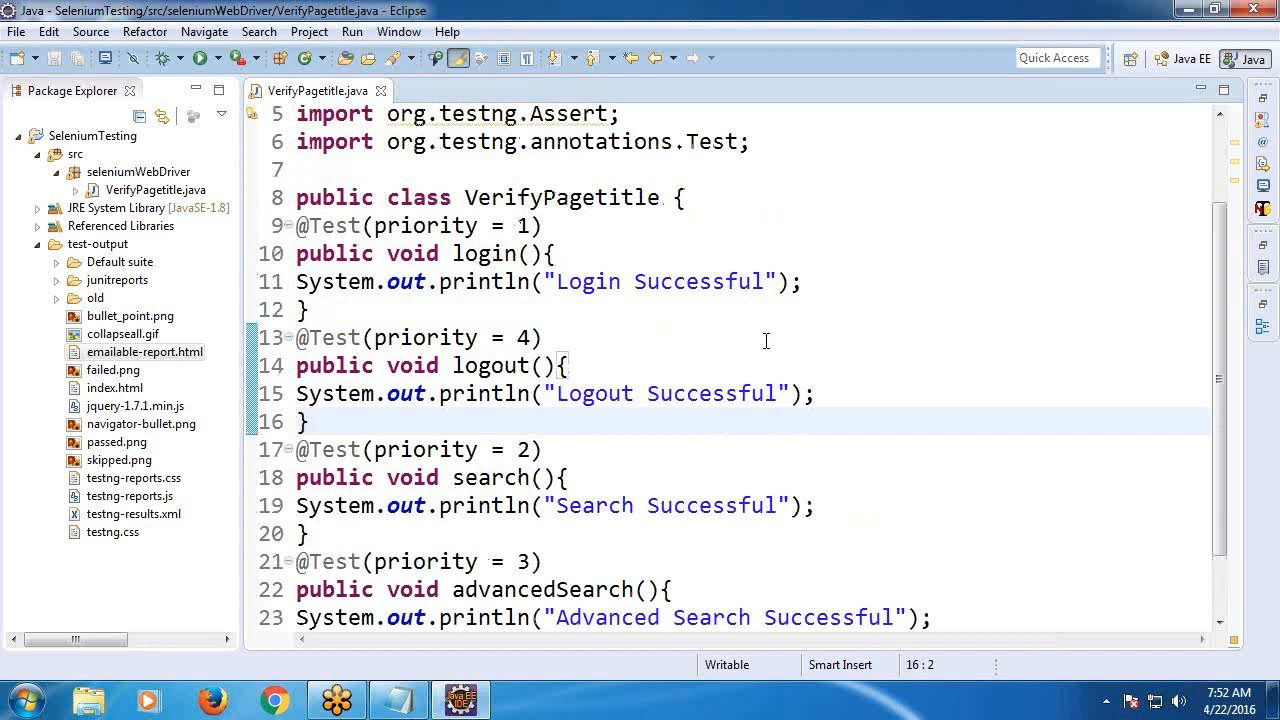 Java - SeleniumTesting/src/seleniumWebDriver/VerifyPagetitle.java - Eclipse
File Edit Source Refactor Navigate Search Project Run Window Help
Quick Access Java EE Java
Package Explorer
SeleniumTesting
src
seleniumWebDriver
VerifyPagetitle.java
JRE System Library [JavaSE-1.8]
Referenced Libraries
test-output
Default suite
junitreports
old
bullet_point.png
collapseall.gif
emailable-report.html
failed.png
index.html
jquery-1.7.1.min.js
navigator-bullet.png
passed.png
skipped.png
testng-reports.css
testng-reports.js
testng-results.xml
testng.css
VerifyPagetitle.java
5 import org.testng.Assert;
6 import org.testng.annotations.Test;
7
8 public class VerifyPagetitle {
9 @Test(priority = 1)
10 public void login(){
11 System.out.println("Login Successful");
12 }
13 @Test(priority = 4)
14 public void logout(){
15 System.out.println("Logout Successful");
16 }
17 @Test(priority = 2)
18 public void search(){
19 System.out.println("Search Successful");
20 }
21 @Test(priority = 3)
22 public void advancedSearch(){
23 System.out.println("Advanced Search Successful");
Writable Smart Insert 16 : 2
Java EE
IDE
7:52 AM
4/22/2016